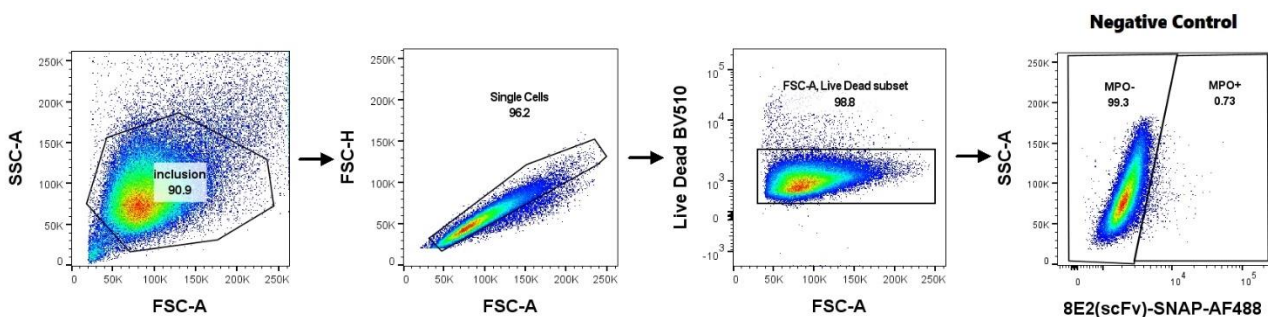 Negative Control
250K
200K
150K
100K
50K
0
SSC-A
inclusion
90.9
0 50K 100K 150K 200K 250K
FSC-A
250K
200K
150K
100K
50K
0
FSC-H
Single Cells
96.2
0 50K 100K 150K 200K 250K
FSC-A
10^5
10^4
10^3
0
-10^3
Live Dead BV510
FSC-A, Live Dead subset
98.8
0 50K 100K 150K 200K 250K
FSC-A
250K
200K
150K
100K
50K
0
SSC-A
MPO-
99.3
MPO+
0.73
0 10^4 10^5
8E2(scFv)-SNAP-AF488